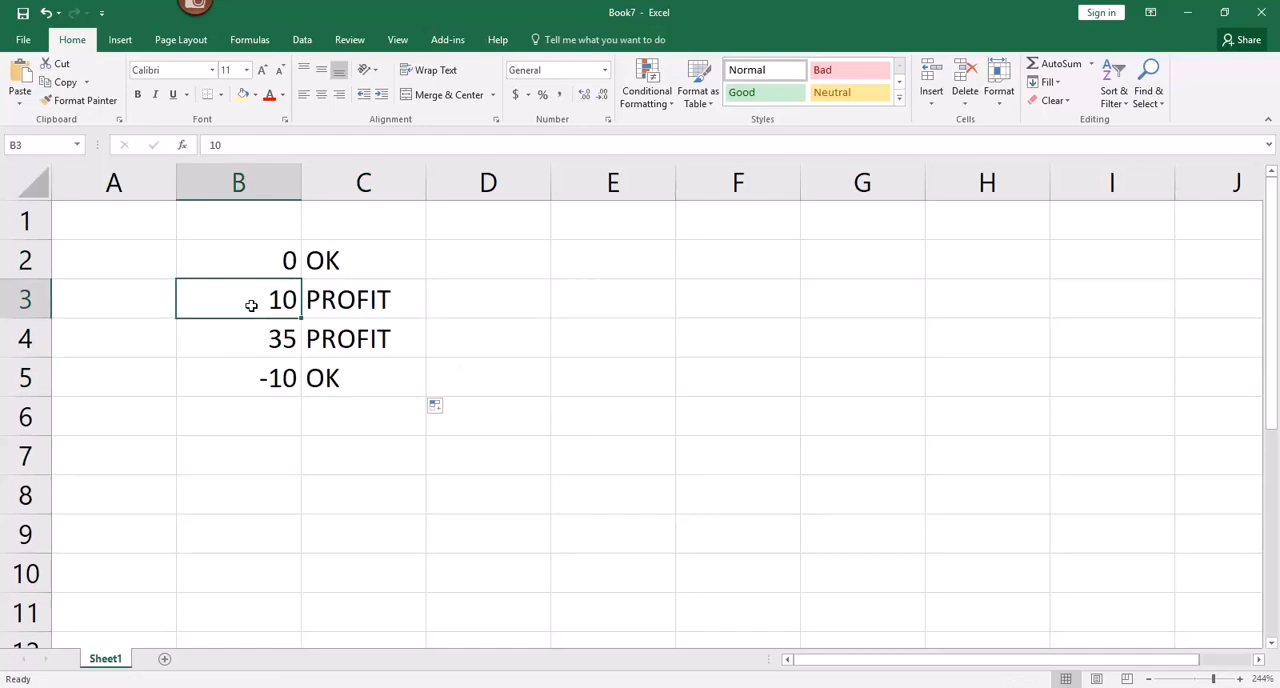 Book7 - Excel
Sign in
File Home Insert Page Layout Formulas Data Review View Add-ins Help Tell me what you want to do Share
Paste
Cut
Copy
Format Painter
Clipboard
Calibri 11
B I U
Font
Wrap Text
Merge & Center
Alignment
General
$ % ,
Number
Conditional Formatting
Format as Table
Normal Bad
Good Neutral
Styles
Insert Delete Format
Cells
AutoSum
Fill
Clear
Sort & Filter
Find & Select
Editing
B3 fx 10
A B C D E F G H I J
1
2 0 OK
3 10 PROFIT
4 35 PROFIT
5 -10 OK
6
7
8
9
10
11
12
Sheet1
Ready 244%